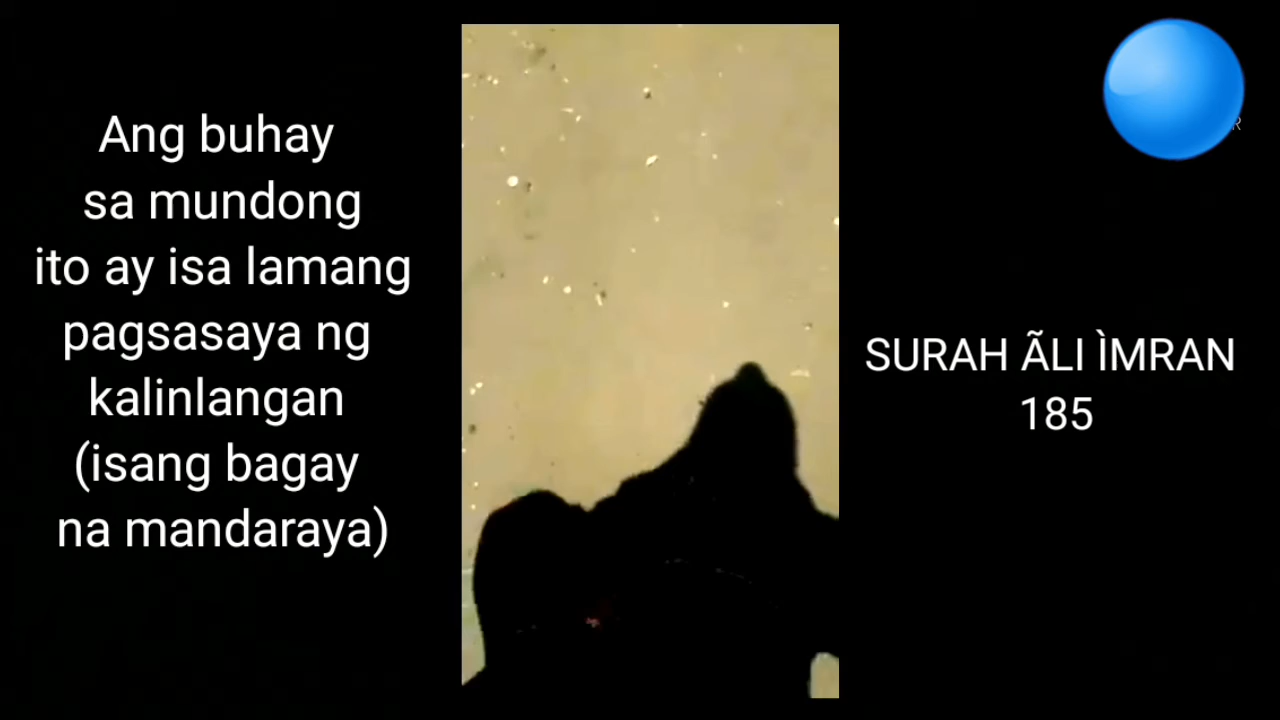 Ang buhay
sa mundong
ito ay isa lamang
pagsasaya ng
kalinlangan
(isang bagay
na mandaraya)
SURAH ÃLI ÌMRAN
185